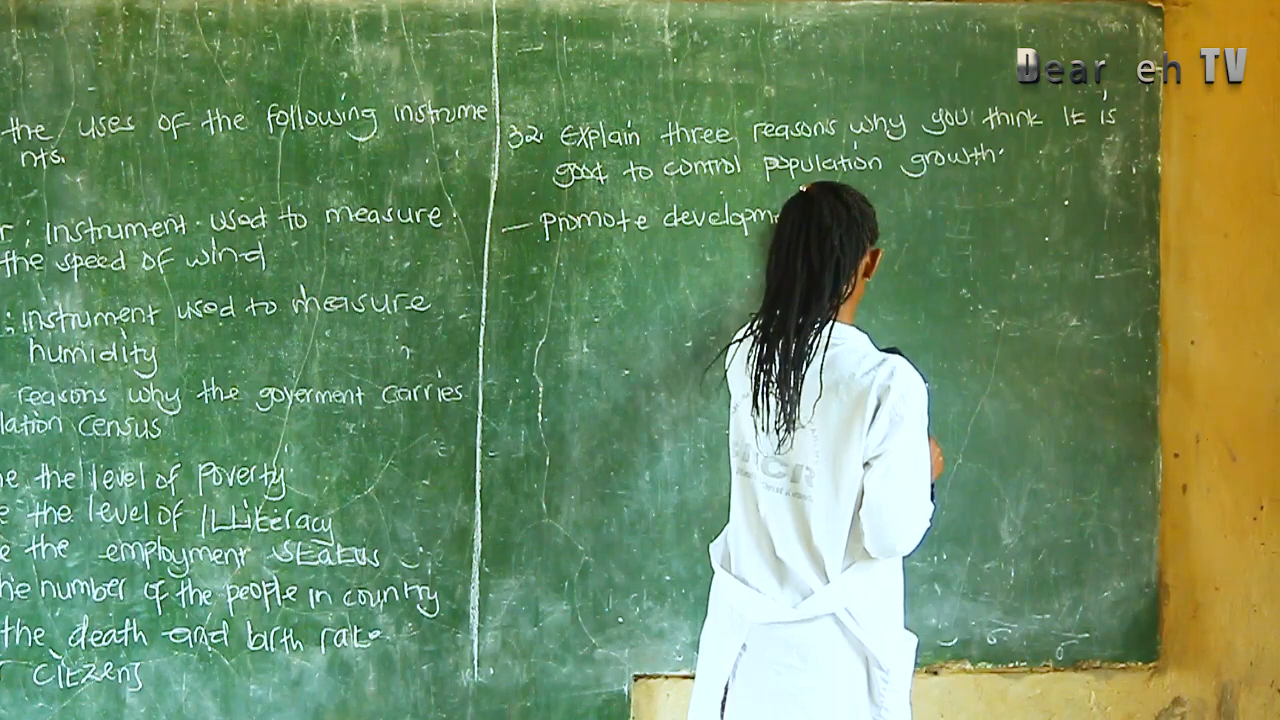 the uses of the following instrume
nts.
r: instrument used to measure
the speed of wind
: instrument used to measure
humidity
reasons why the goverment carries
lation census
the level of poverty
the level of illiteracy
the employment status
number of the people in country
the death and birth rate
citizens
32. Explain three reasons why you think it is
good to control population growth.
— promote developm
Dear eh TV